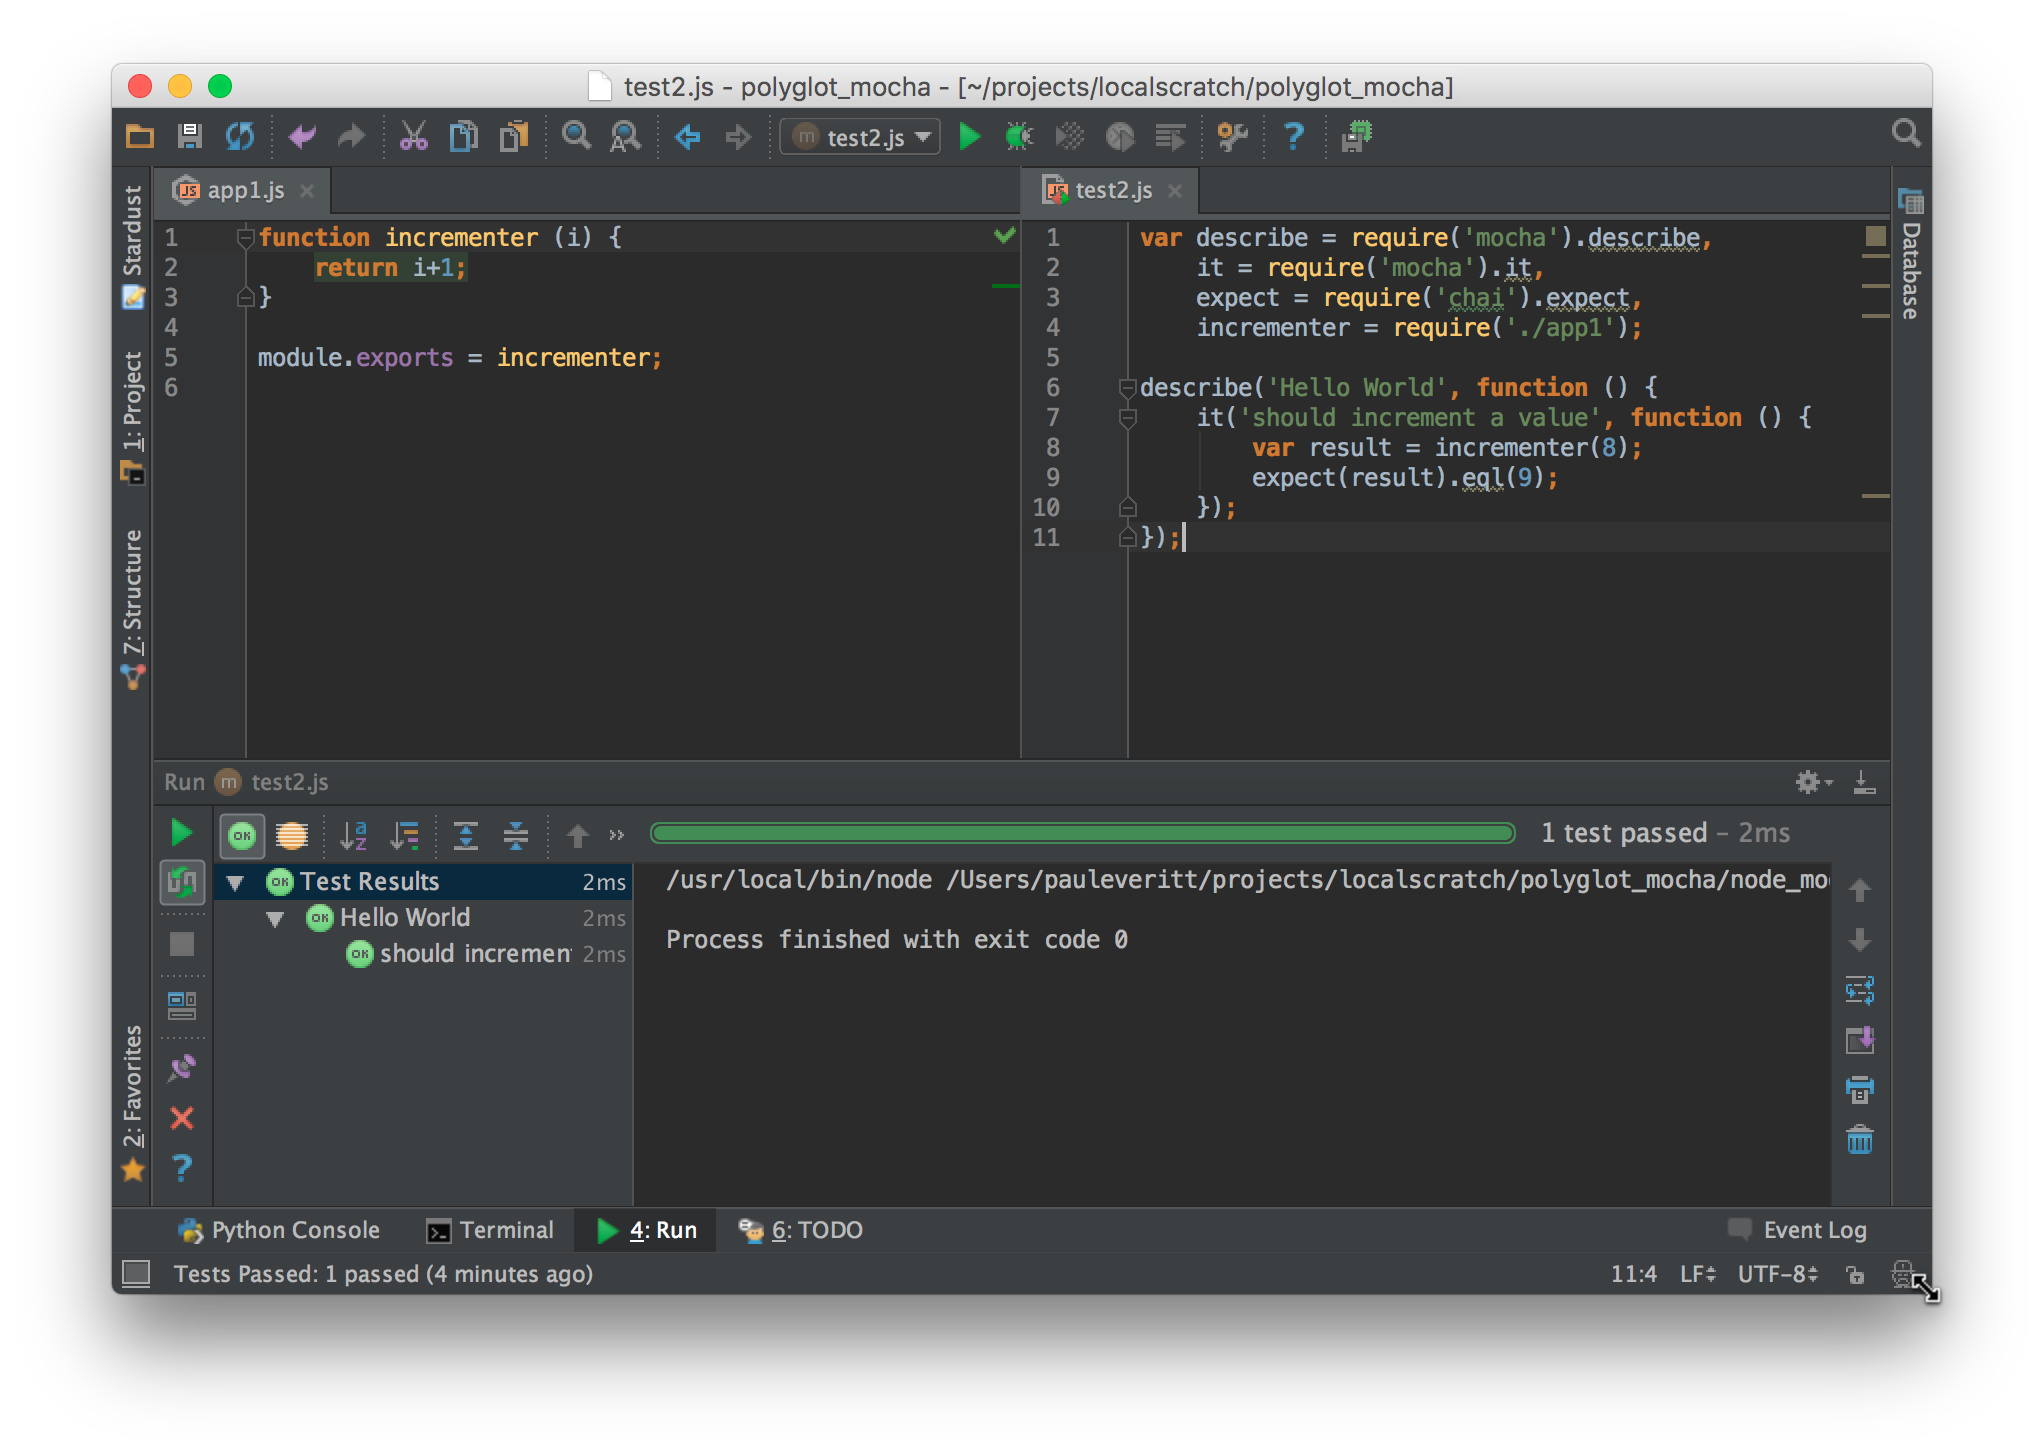 test2.js - polyglot_mocha - [~/projects/localscratch/polyglot_mocha]
m test2.js
?
Stardust
1: Project
7: Structure
2: Favorites
JS app1.js
1 function incrementer (i) {
2     return i+1;
3 }
4
5 module.exports = incrementer;
6
JS test2.js
1 var describe = require('mocha').describe,
2     it = require('mocha').it,
3     expect = require('chai').expect,
4     incrementer = require('./app1');
5
6 describe('Hello World', function () {
7     it('should increment a value', function () {
8         var result = incrementer(8);
9         expect(result).eql(9);
10     });
11 });
Database
Run m test2.js
OK
1 test passed – 2ms
OK Test Results 2ms
OK Hello World 2ms
OK should incremen 2ms
/usr/local/bin/node /Users/pauleveritt/projects/localscratch/polyglot_mocha/node_mo
Process finished with exit code 0
?
Python Console
Terminal
4: Run
6: TODO
Event Log
Tests Passed: 1 passed (4 minutes ago)
11:4
LF
UTF-8